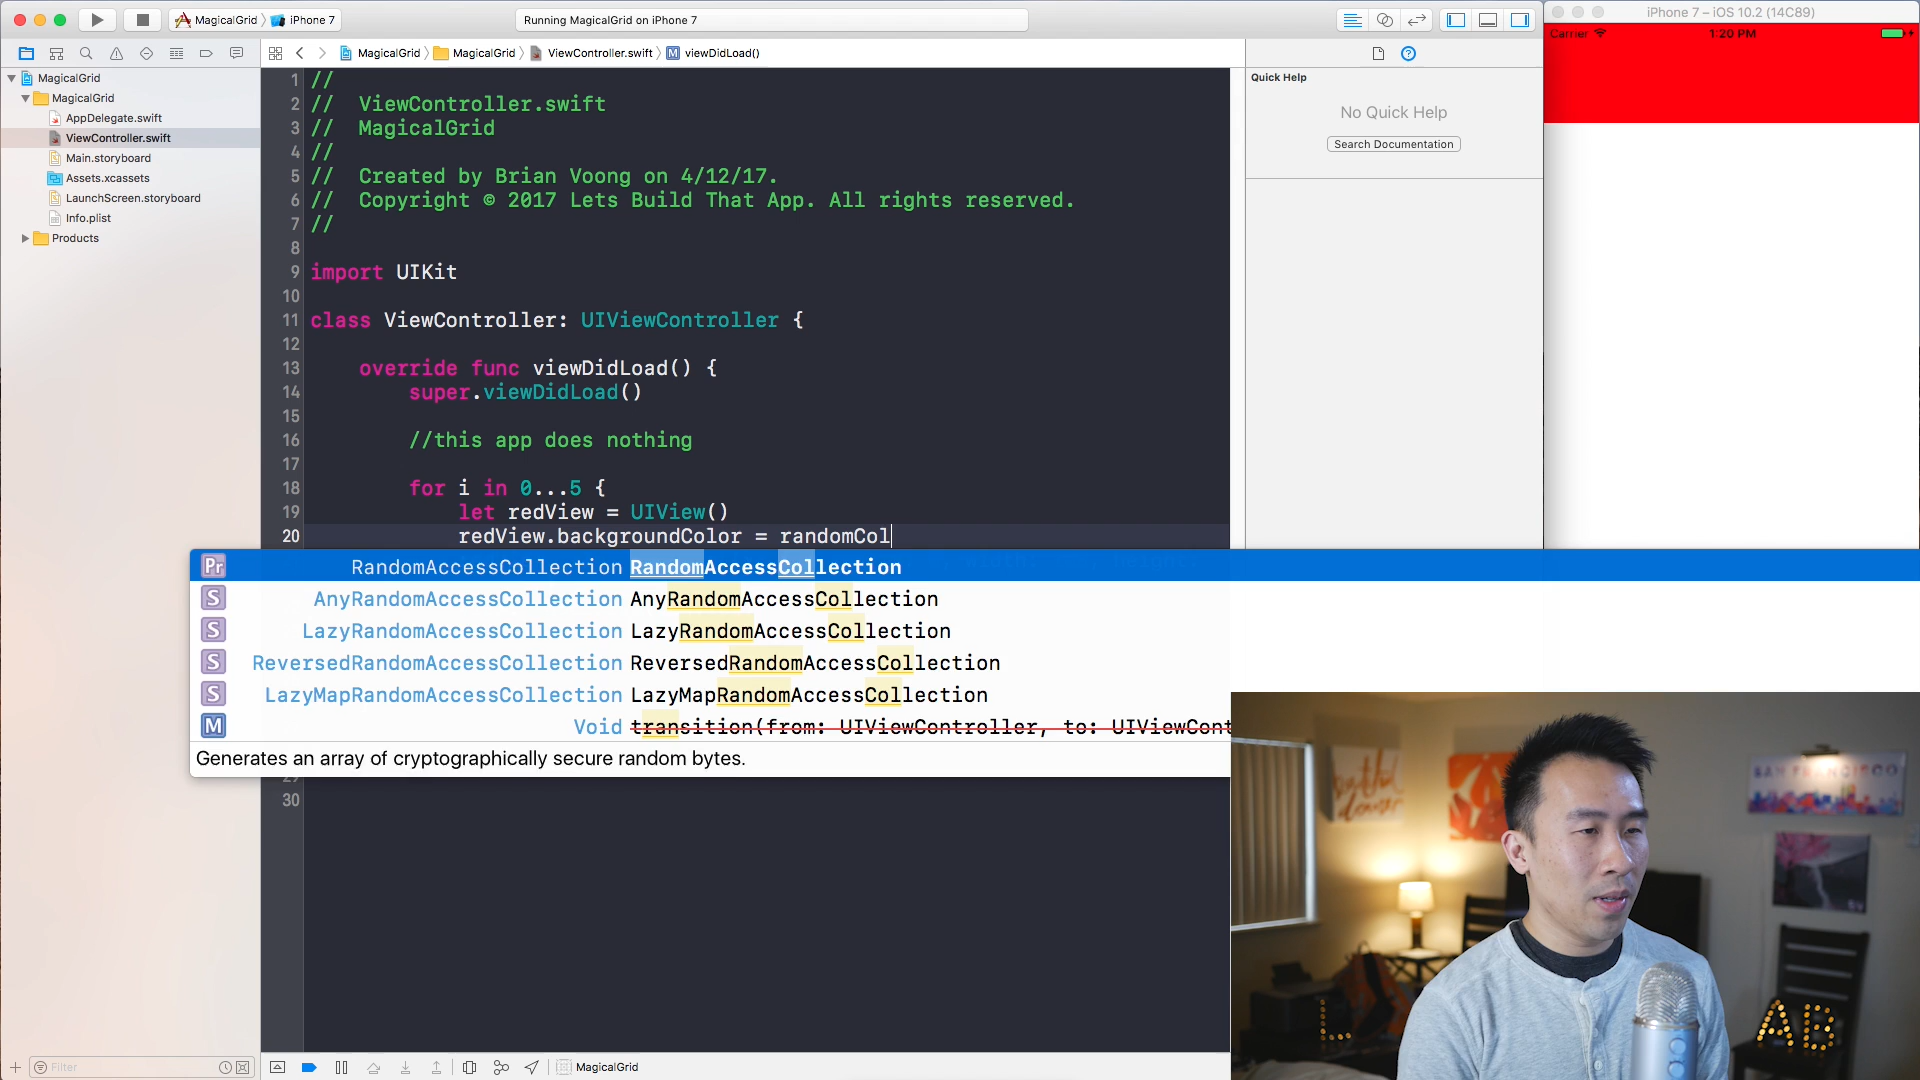 MagicalGrid
iPhone 7
Running MagicalGrid on iPhone 7
iPhone 7 – iOS 10.2 (14C89)
Carrier
1:20 PM
MagicalGrid
MagicalGrid
ViewController.swift
M
viewDidLoad()
MagicalGrid
MagicalGrid
AppDelegate.swift
ViewController.swift
Main.storyboard
Assets.xcassets
LaunchScreen.storyboard
Info.plist
Products
1 //
2 //  ViewController.swift
3 //  MagicalGrid
4 //
5 //  Created by Brian Voong on 4/12/17.
6 //  Copyright © 2017 Lets Build That App. All rights reserved.
7 //
8
9 import UIKit
10
11 class ViewController: UIViewController {
12
13     override func viewDidLoad() {
14         super.viewDidLoad()
15
16         //this app does nothing
17
18         for i in 0...5 {
19             let redView = UIView()
20             redView.backgroundColor = randomCol
Pr RandomAccessCollection RandomAccessCollection
S AnyRandomAccessCollection AnyRandomAccessCollection
S LazyRandomAccessCollection LazyRandomAccessCollection
S ReversedRandomAccessCollection ReversedRandomAccessCollection
S LazyMapRandomAccessCollection LazyMapRandomAccessCollection
M Void transition(from: UIViewController, to: UIViewCont
Generates an array of cryptographically secure random bytes.
29
30
Quick Help
No Quick Help
Search Documentation
Filter
MagicalGrid
SAN FRANCISCO
L
AB